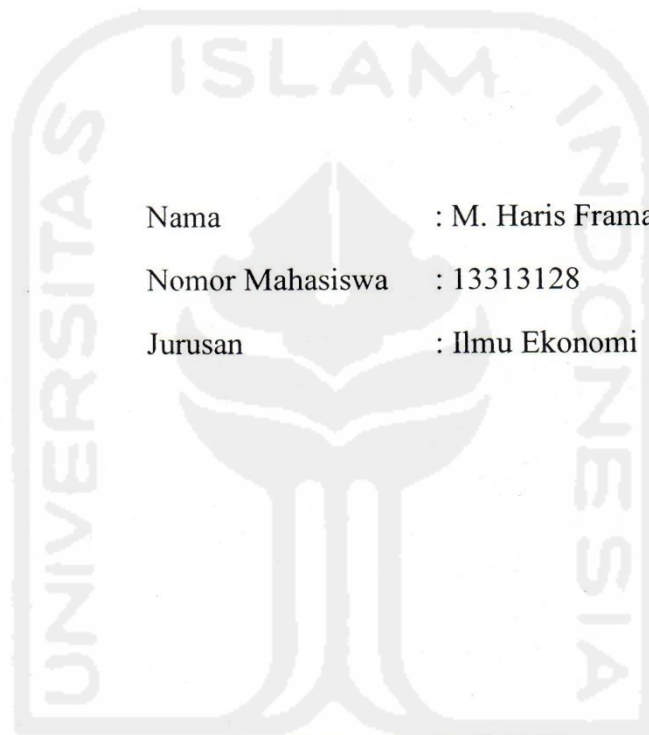 ISLAM
UNIVERSITAS
INDONESIA
Nama : M. Haris Frama
Nomor Mahasiswa : 13313128
Jurusan : Ilmu Ekonomi